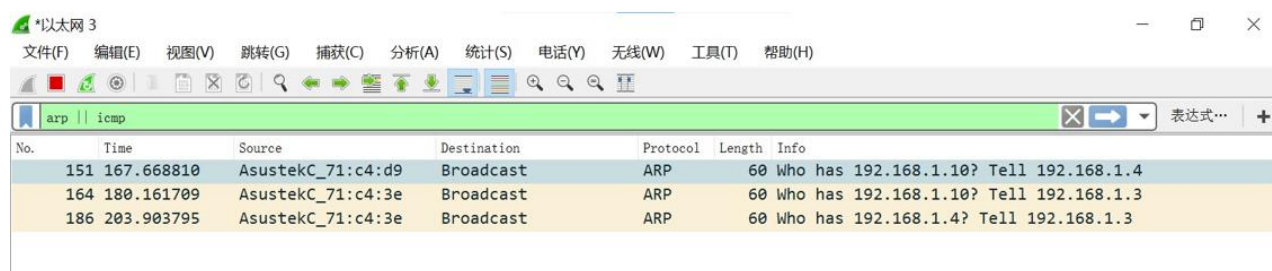 *以太网 3
文件(F) 编辑(E) 视图(V) 跳转(G) 捕获(C) 分析(A) 统计(S) 电话(Y) 无线(W) 工具(T) 帮助(H)
arp || icmp 表达式… +
No. Time Source Destination Protocol Length Info
151 167.668810 AsustekC_71:c4:d9 Broadcast ARP 60 Who has 192.168.1.10? Tell 192.168.1.4
164 180.161709 AsustekC_71:c4:3e Broadcast ARP 60 Who has 192.168.1.10? Tell 192.168.1.3
186 203.903795 AsustekC_71:c4:3e Broadcast ARP 60 Who has 192.168.1.4? Tell 192.168.1.3